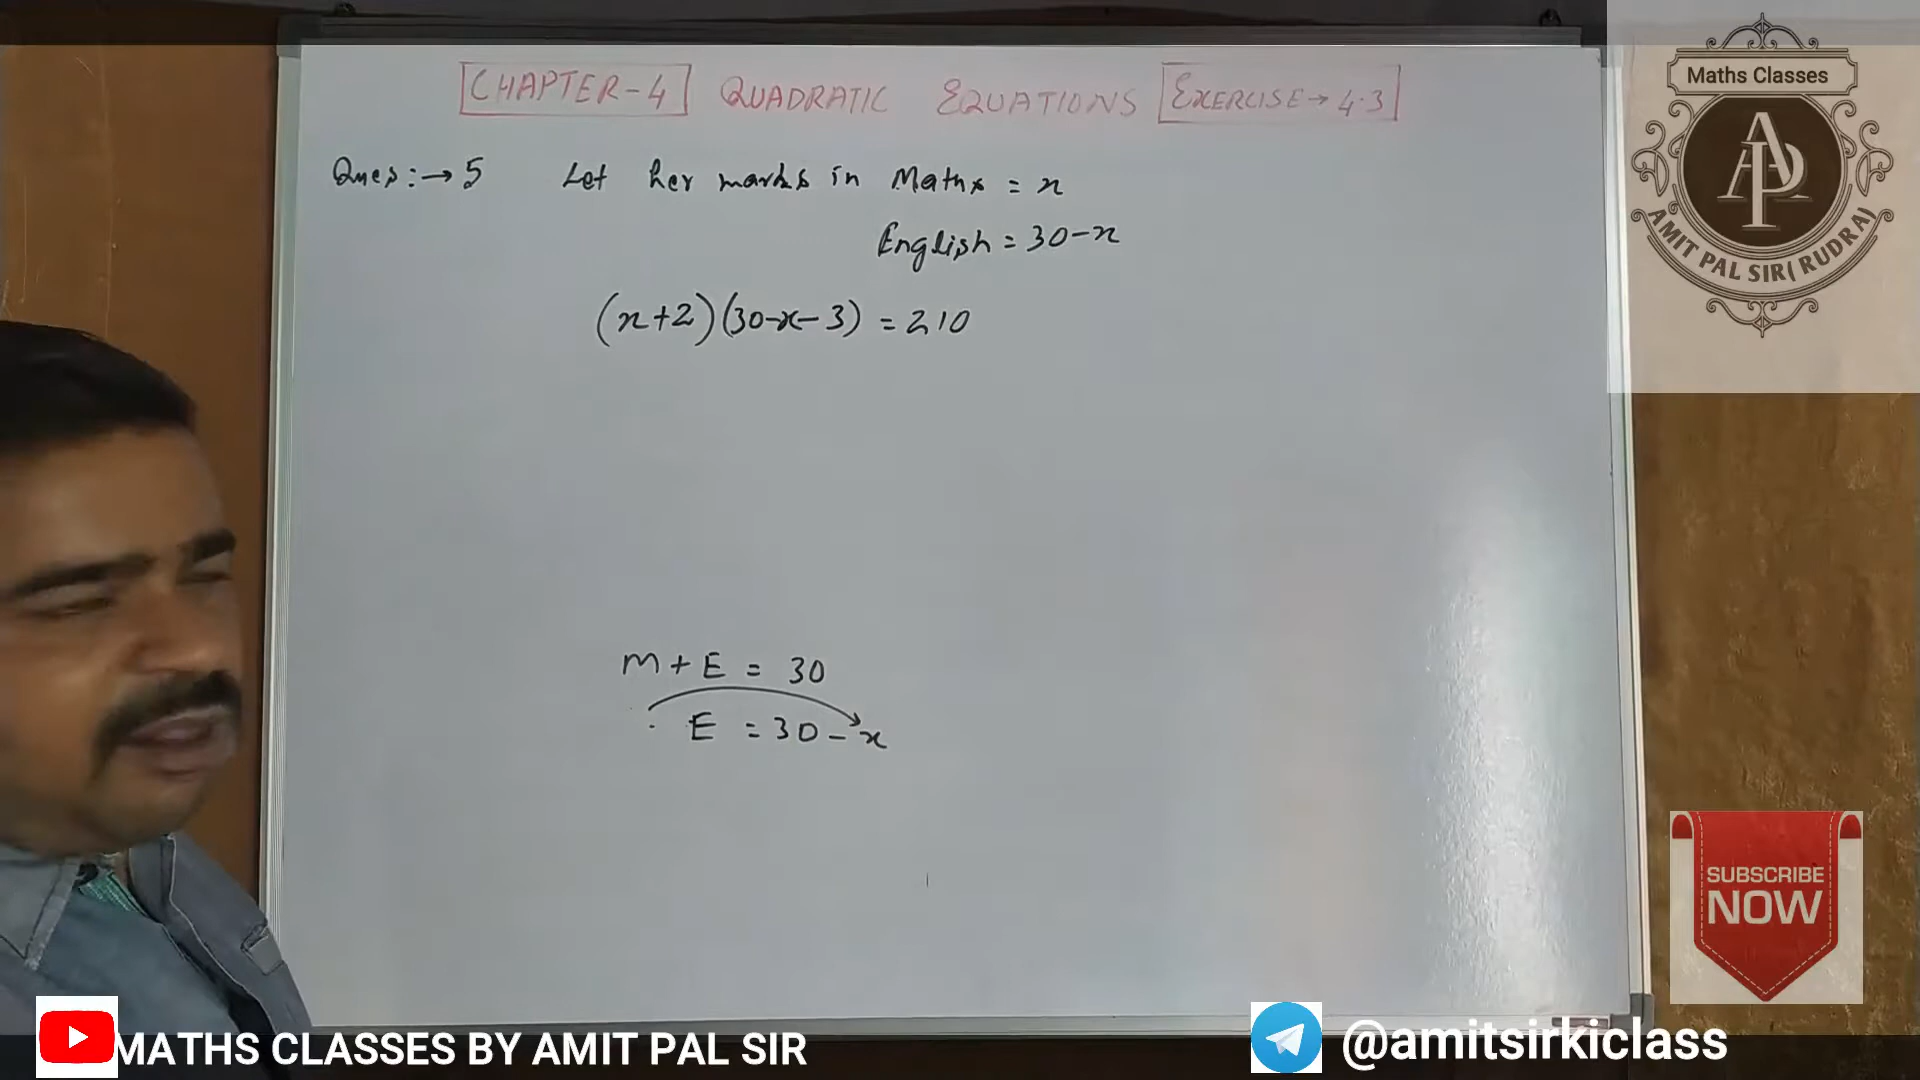 CHAPTER-4 QUADRATIC EQUATIONS EXERCISE→ 4.3
Ques:→ 5 Let her marks in Maths = x
English = 30-x
(x+2)(30-x-3) = 210
M+E = 30
E = 30-x
Maths Classes
AP
AMIT PAL SIR( RUDRA)
SUBSCRIBE
NOW
MATHS CLASSES BY AMIT PAL SIR
@amitsirkiclass